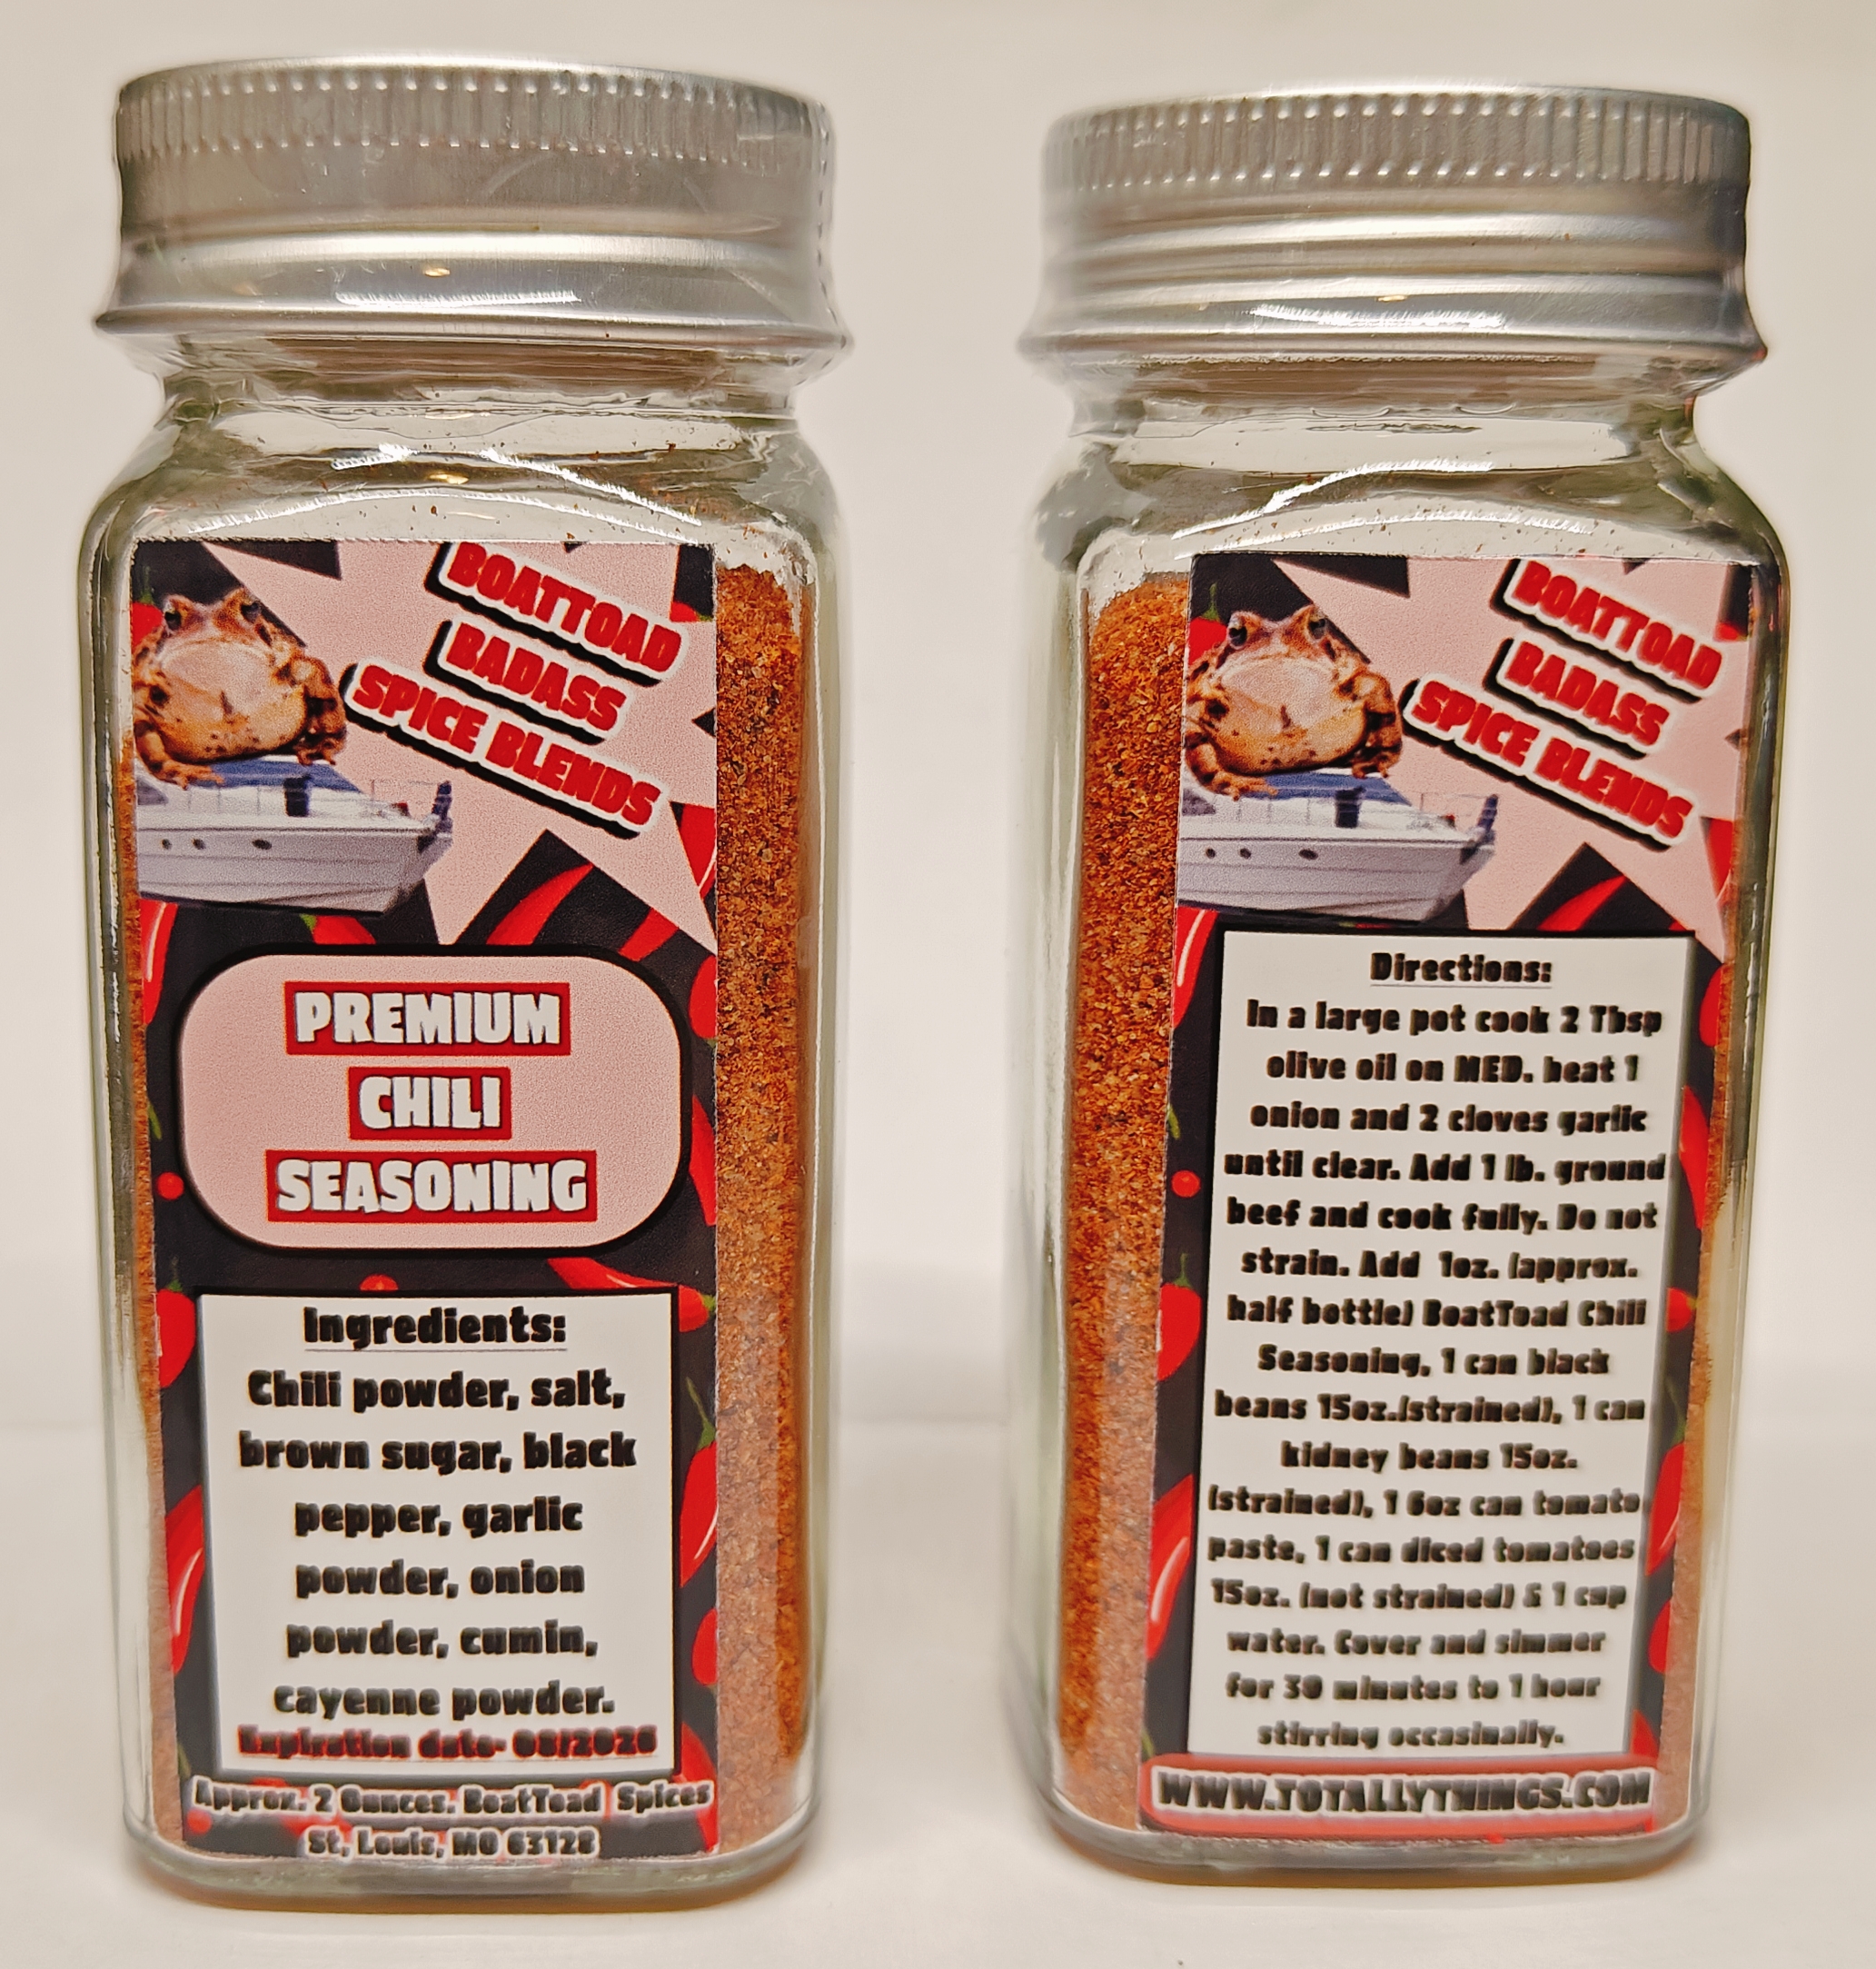 BOATTOAD
BADASS
SPICE BLENDS
PREMIUM
CHILI
SEASONING
Ingredients:
Chili powder, salt,
brown sugar, black
pepper, garlic
powder, onion
powder, cumin,
cayenne powder.
Expiration date- 08/2026
Approx. 2 Ounces. BoatToad Spices
St, Louis, MO 63128
BOATTOAD
BADASS
SPICE BLENDS
Directions:
In a large pot cook 2 Tbsp
olive oil on MED. heat 1
onion and 2 cloves garlic
until clear. Add 1 lb. ground
beef and cook fully. Do not
strain. Add 1oz. (approx.
half bottle) BoatToad Chili
Seasoning, 1 can black
beans 15oz.(strained), 1 can
kidney beans 15oz.
(strained), 1 6oz can tomato
paste, 1 can diced tomatoes
15oz. (not strained) & 1 cup
water. Cover and simmer
for 30 minutes to 1 hour
stirring occasinally.
WWW.TOTALLYTHINGS.COM